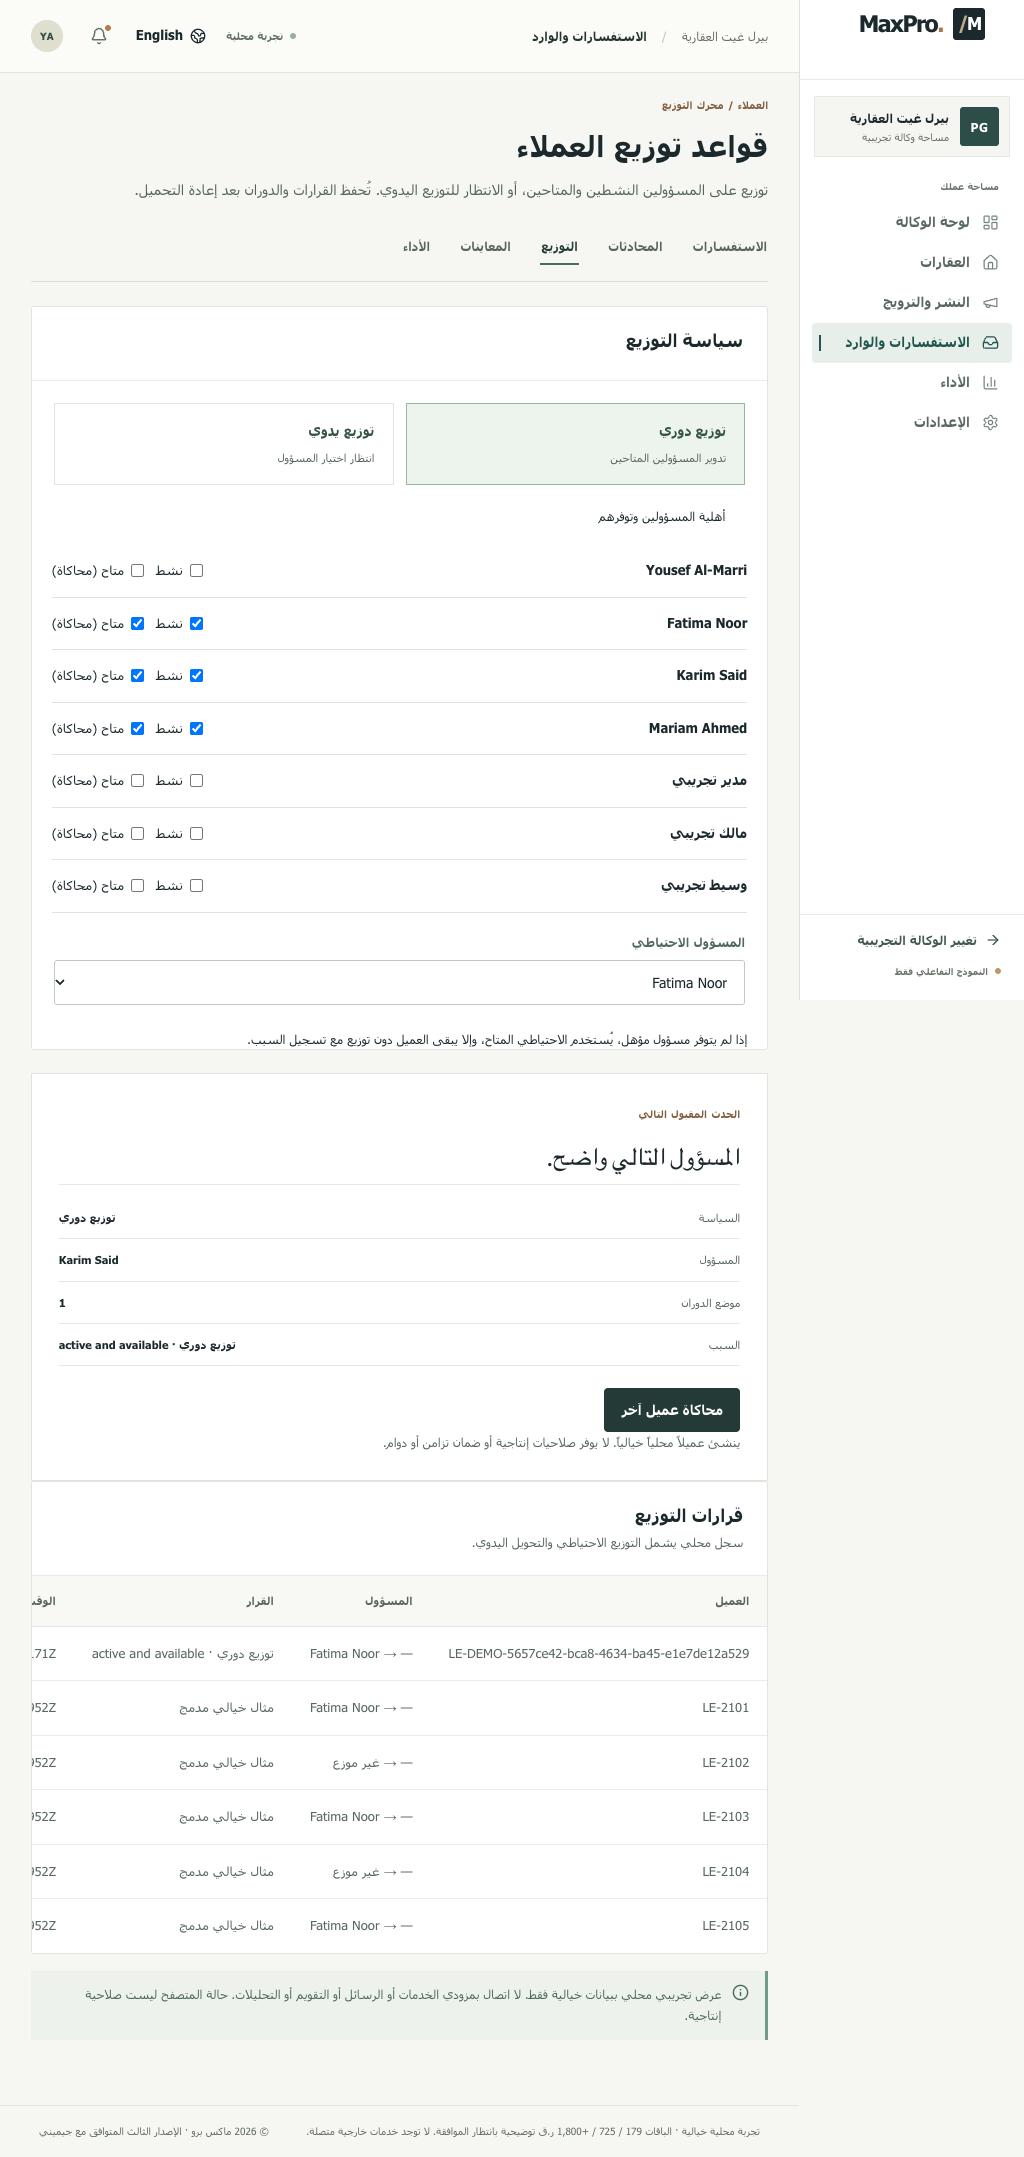 MaxPro. /M
PG
بيرل غيت العقارية
مساحة وكالة تجريبية
مساحة عملك
لوحة الوكالة
العقارات
النشر والترويج
الاستفسارات والوارد
الأداء
الإعدادات
تغيير الوكالة التجريبية
النموذج التفاعلي فقط
بيرل غيت العقارية / الاستفسارات والوارد
تجربة محلية
English
YA
العملاء / محرك التوزيع
قواعد توزيع العملاء
توزيع على المسؤولين النشطين والمتاحين، أو الانتظار للتوزيع اليدوي. تُحفظ القرارات والدوران بعد إعادة التحميل.
الاستفسارات المحادثات التوزيع المعاينات الأداء
سياسة التوزيع
توزيع دوري
تدوير المسؤولين المتاحين
توزيع يدوي
انتظار اختيار المسؤول
أهلية المسؤولين وتوفرهم
Yousef Al-Marri نشط متاح (محاكاة)
Fatima Noor نشط متاح (محاكاة)
Karim Said نشط متاح (محاكاة)
Mariam Ahmed نشط متاح (محاكاة)
مدير تجريبي نشط متاح (محاكاة)
مالك تجريبي نشط متاح (محاكاة)
وسيط تجريبي نشط متاح (محاكاة)
المسؤول الاحتياطي
Fatima Noor
إذا لم يتوفر مسؤول مؤهل، يُستخدم الاحتياطي المتاح، وإلا يبقى العميل دون توزيع مع تسجيل السبب.
الحدث المقبول التالي
المسؤول التالي واضح.
السياسة توزيع دوري
المسؤول Karim Said
موضع الدوران 1
السبب توزيع دوري · active and available
محاكاة عميل آخر
ينشئ عميلاً محلياً خيالياً. لا يوفر صلاحيات إنتاجية أو ضمان تزامن أو دوام.
قرارات التوزيع
سجل محلي يشمل التوزيع الاحتياطي والتحويل اليدوي.
العميل المسؤول القرار
LE-DEMO-5657ce42-bca8-4634-ba45-e1e7de12a529 — → Fatima Noor توزيع دوري · active and available .171Z
LE-2101 — → Fatima Noor مثال خيالي مدمج 952Z
LE-2102 — → غير موزع مثال خيالي مدمج 952Z
LE-2103 — → Fatima Noor مثال خيالي مدمج 952Z
LE-2104 — → غير موزع مثال خيالي مدمج 952Z
LE-2105 — → Fatima Noor مثال خيالي مدمج 952Z
عرض تجريبي محلي ببيانات خيالية فقط. لا اتصال بمزودي الخدمات أو الرسائل أو التقويم أو التحليلات. حالة المتصفح ليست صلاحية
إنتاجية.
تجربة محلية خيالية · الباقات 179 / 725 / +1,800 ر.ق توضيحية بانتظار الموافقة. لا توجد خدمات خارجية متصلة.
© 2026 ماكس برو · الإصدار الثالث المتوافق مع جيميني